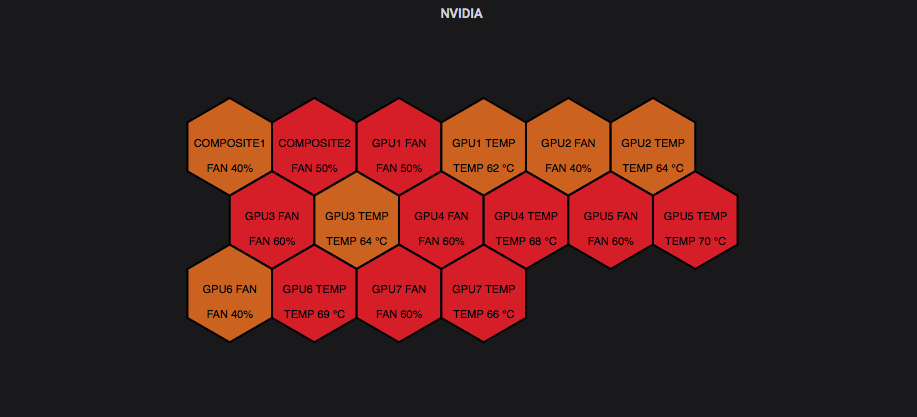 NVIDIA
COMPOSITE1
FAN 40%
COMPOSITE2
FAN 50%
GPU1 FAN
FAN 50%
GPU1 TEMP
TEMP 62 °C
GPU2 FAN
FAN 40%
GPU2 TEMP
TEMP 64 °C
GPU3 FAN
FAN 60%
GPU3 TEMP
TEMP 64 °C
GPU4 FAN
FAN 60%
GPU4 TEMP
TEMP 68 °C
GPU5 FAN
FAN 60%
GPU5 TEMP
TEMP 70 °C
GPU6 FAN
FAN 40%
GPU6 TEMP
TEMP 69 °C
GPU7 FAN
FAN 60%
GPU7 TEMP
TEMP 66 °C